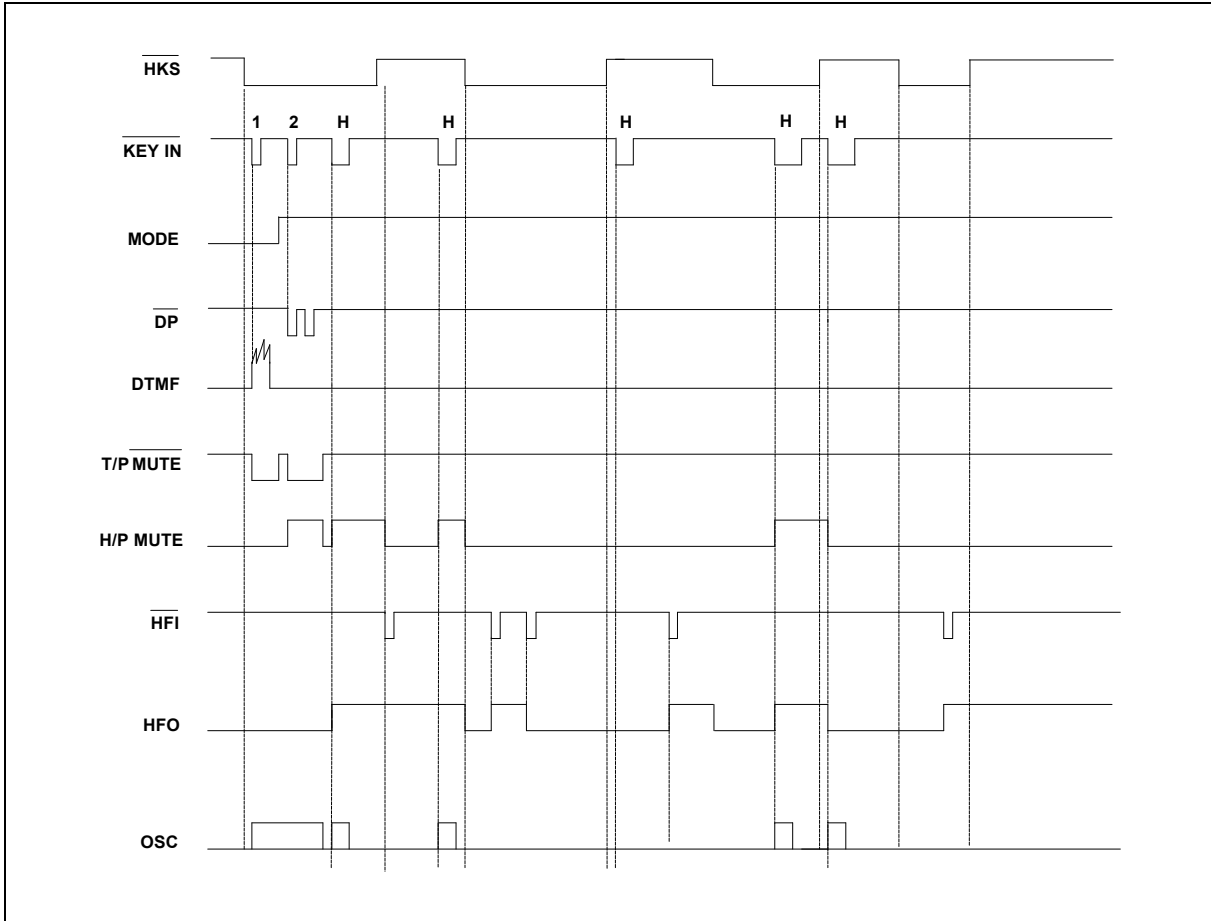 HKS
1 2 H H H H H
KEY IN
MODE
DP
DTMF
T/P MUTE
H/P MUTE
HFI
HFO
OSC